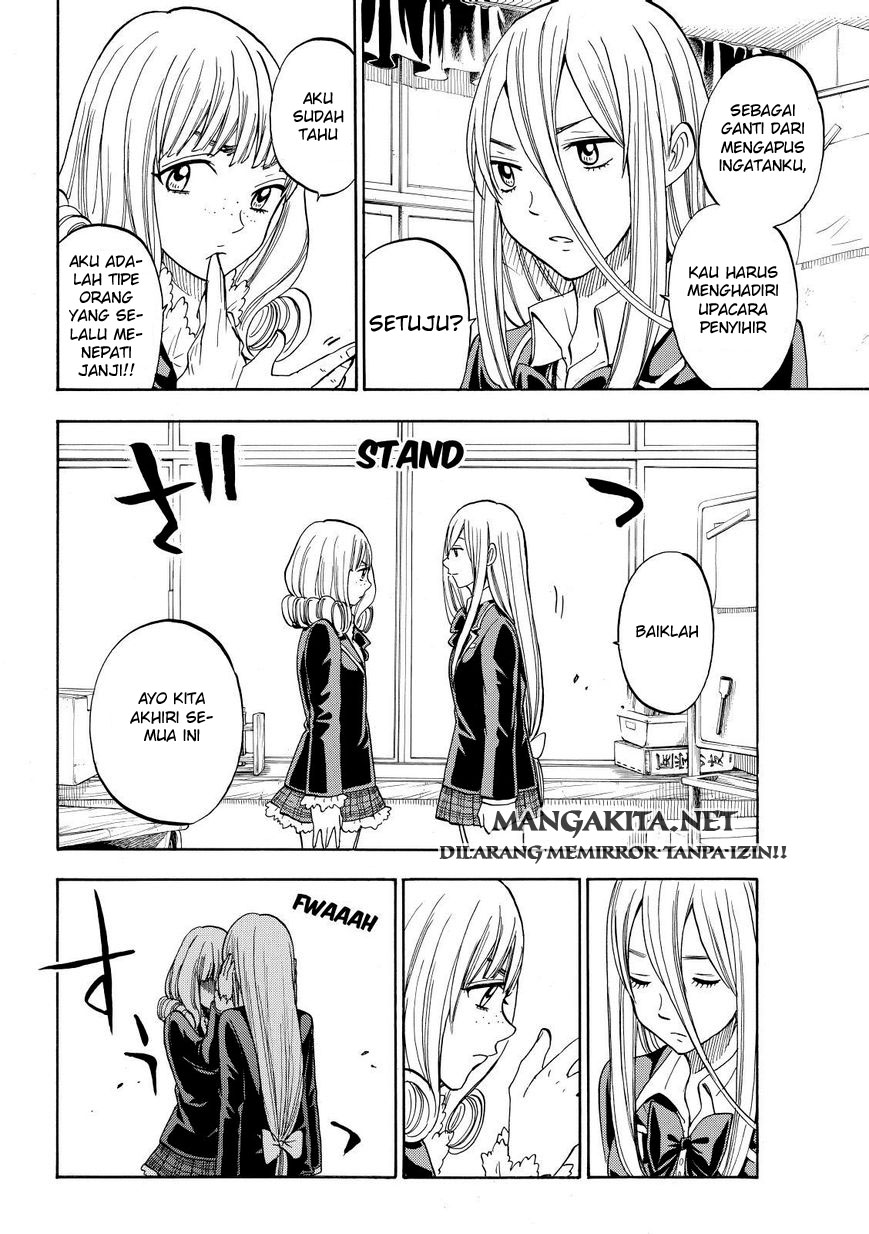 SEBAGAI
GANTI DARI
MENGAPUS
INGATANKU,
KAU HARUS
MENGHADIRI
UPACARA
PENYIHIR
SETUJU?
AKU
SUDAH
TAHU
AKU ADA-
LAH TIPE
ORANG
YANG SE-
LALU ME-
NEPATI
JANJI!!
STAND
っ
BAIKLAH
AYO KITA
AKHIRI SE-
MUA INI
MANGAKITA.NET
DILARANG MEMIRROR TANPA IZIN!!
FWAAAH
す